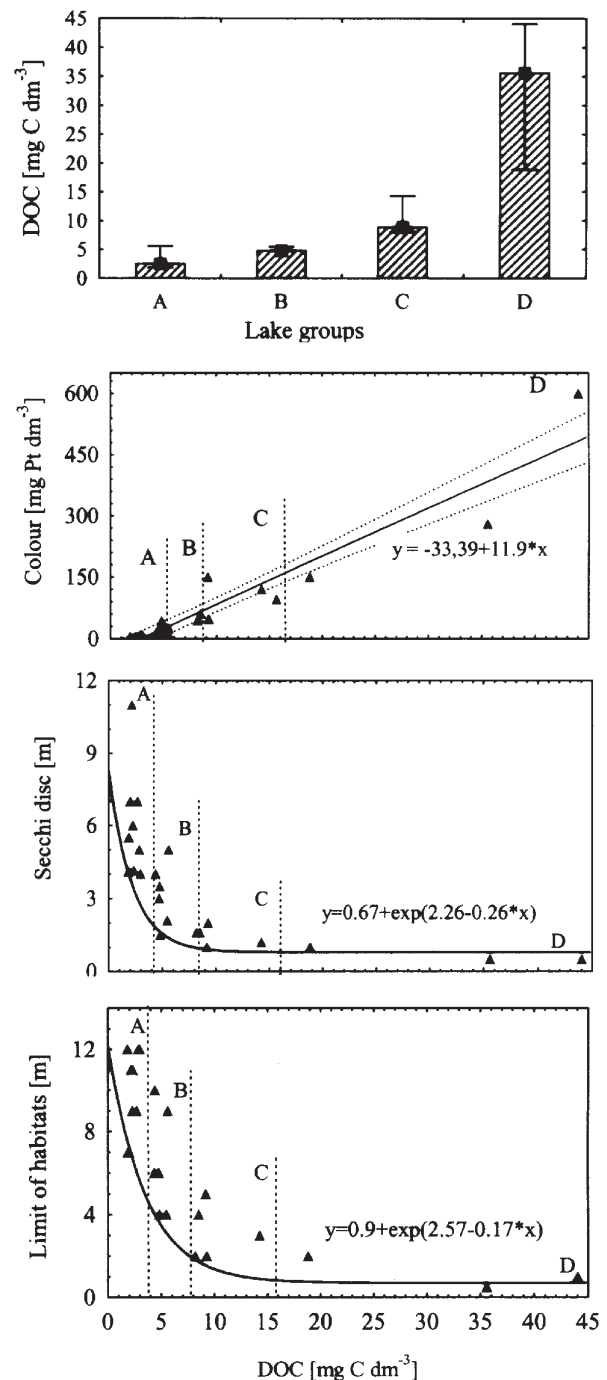 DOC [mg C dm-3]
45
40
35
30
25
20
15
10
5
0
A B C D
Lake groups
Colour [mg Pt dm-3]
600
450
300
150
0
A B C D
y = -33,39+11.9*x
Secchi disc [m]
12
9
6
3
0
A B C D
y=0.67+exp(2.26-0.26*x)
Limit of habitats [m]
12
8
4
0
A B C D
y=0.9+exp(2.57-0.17*x)
0 5 10 15 20 25 30 35 40 45
DOC [mg C dm-3]